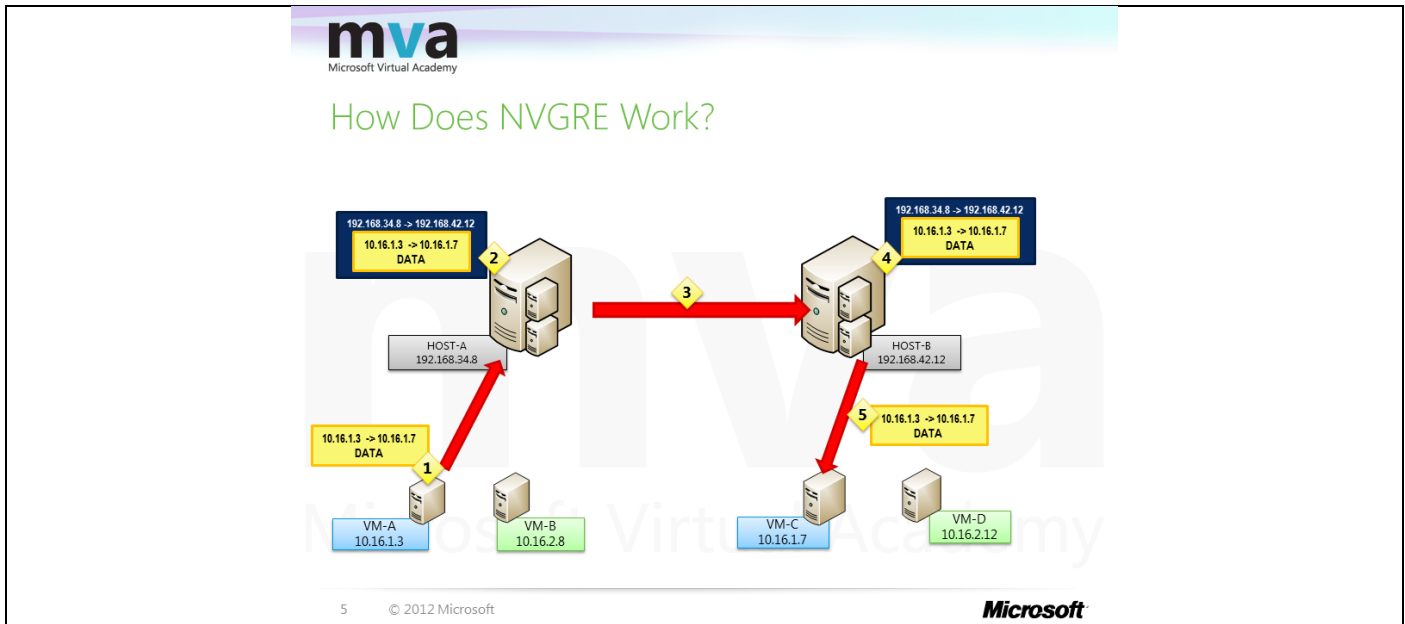 mva
Microsoft Virtual Academy
How Does NVGRE Work?
192.168.34.8 -> 192.168.42.12
10.16.1.3 -> 10.16.1.7
DATA
2
192.168.34.8 -> 192.168.42.12
10.16.1.3 -> 10.16.1.7
DATA
4
3
HOST-A
192.168.34.8
HOST-B
192.168.42.12
10.16.1.3 -> 10.16.1.7
DATA
1
5
10.16.1.3 -> 10.16.1.7
DATA
VM-A
10.16.1.3
VM-B
10.16.2.8
VM-C
10.16.1.7
VM-D
10.16.2.12
mva
Microsoft Virtual Academy
5 © 2012 Microsoft
Microsoft